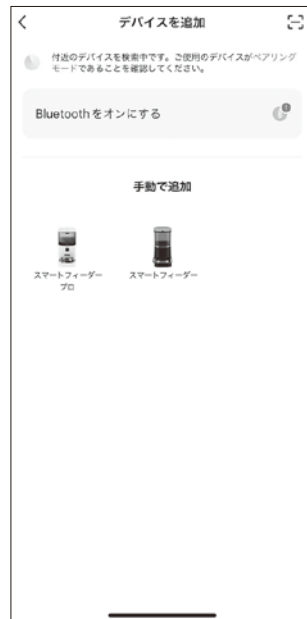 デバイスを追加
付近のデバイスを検索中です。ご使用のデバイスがペアリング
モードであることを確認してください。
Bluetoothをオンにする
手動で追加
スマートフィーダー
プロ
スマートフィーダー